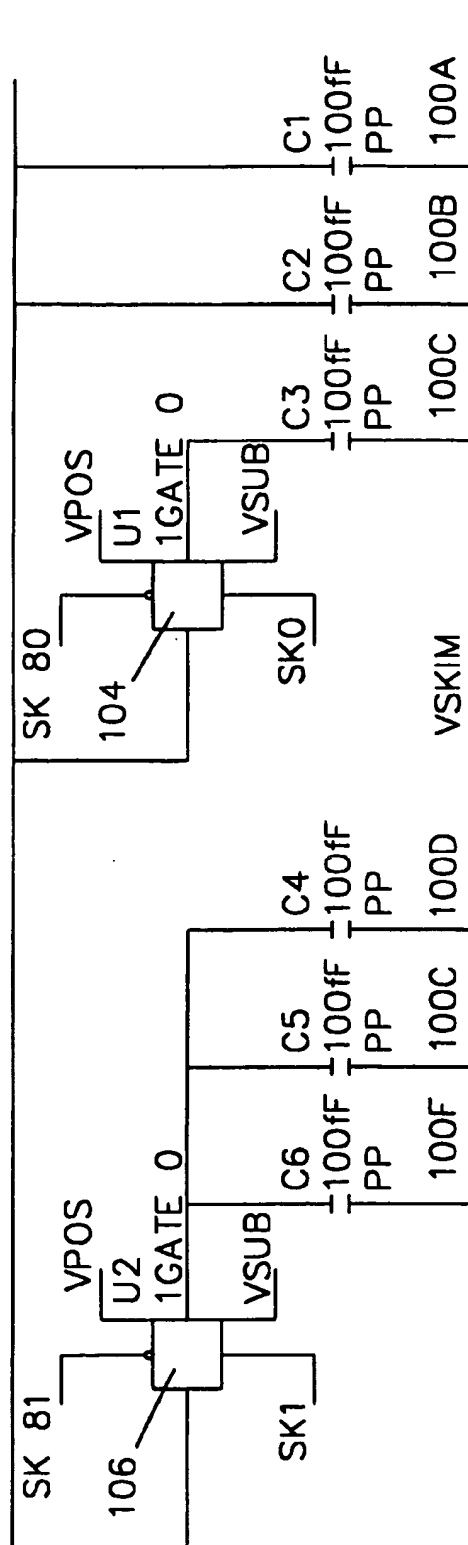 SK 81
106
SK1
VPOS
U2
1GATE 0
VSUB
C6
100fF
PP
100F
C5
100fF
PP
100C
C4
100fF
PP
100D
SK 80
104
SK0
VPOS
U1
1GATE 0
VSUB
VSKIM
C3
100fF
PP
100C
C2
100fF
PP
100B
C1
100fF
PP
100A